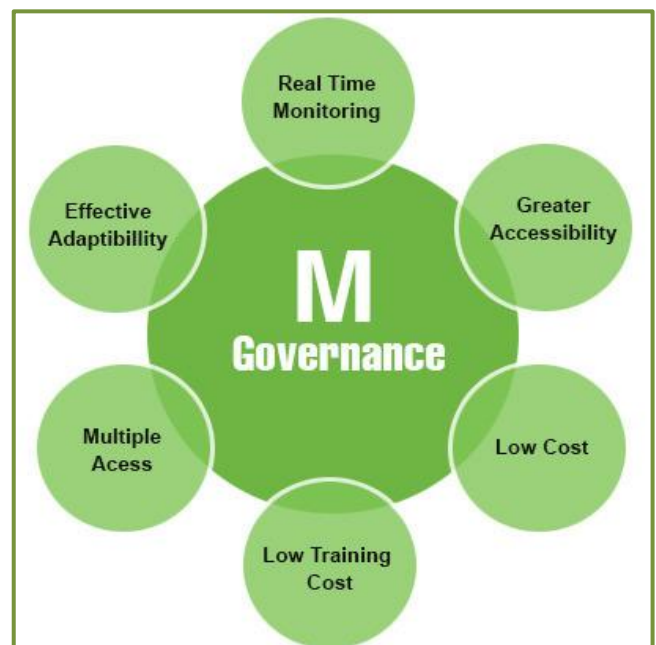 Real Time
Monitoring
Effective
Adaptibillity
Greater
Accessibility
M
Governance
Multiple
Acess
Low Cost
Low Training
Cost